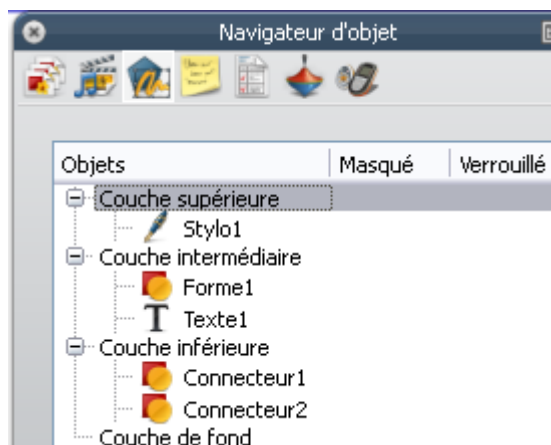 Navigateur d'objet
Objets Masqué Verrouillé
Couche supérieure
Stylo1
Couche intermédiaire
Forme1
Texte1
Couche inférieure
Connecteur1
Connecteur2
Couche de fond